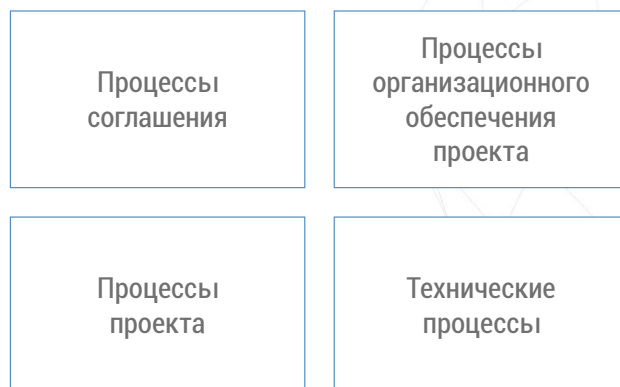 Процессы
соглашения
Процессы
организационного
обеспечения
проекта
Процессы
проекта
Технические
процессы